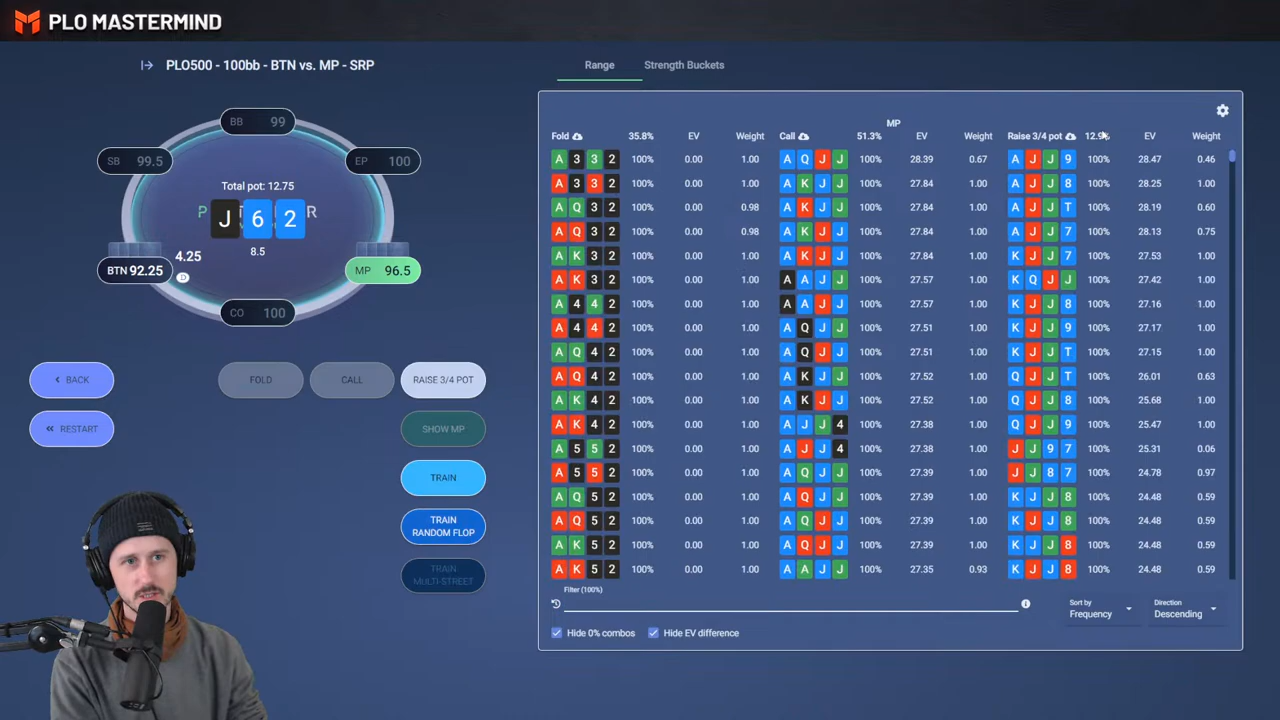 PLO MASTERMIND
PLO500 - 100bb - BTN vs. MP - SRP
Range Strength Buckets
BB 99
SB 99.5
EP 100
Total pot: 12.75
J 6 2
8.5
4.25
BTN 92.25
MP 96.5
CO 100
BACK
FOLD
CALL
RAISE 3/4 POT
RESTART
SHOW MP
TRAIN
TRAIN
RANDOM FLOP
TRAIN
MULTI-STREET
MP
Fold 35.8% EV Weight Call 51.3% EV Weight Raise 3/4 pot 12.9% EV Weight
A 3 3 2 100% 0.00 1.00 A Q J J 100% 28.39 0.67 A J J 9 100% 28.47 0.46
A 3 3 2 100% 0.00 1.00 A K J J 100% 27.84 1.00 A J J 8 100% 28.25 1.00
A Q 3 2 100% 0.00 0.98 A K J J 100% 27.84 1.00 A J J T 100% 28.19 0.60
A Q 3 2 100% 0.00 0.98 A K J J 100% 27.84 1.00 A J J 7 100% 28.13 0.75
A K 3 2 100% 0.00 1.00 A K J J 100% 27.84 1.00 K J J 7 100% 27.53 1.00
A K 3 2 100% 0.00 1.00 A A J J 100% 27.57 1.00 K Q J J 100% 27.42 1.00
A 4 4 2 100% 0.00 1.00 A A J J 100% 27.57 1.00 K J J 8 100% 27.16 1.00
A 4 4 2 100% 0.00 1.00 A Q J J 100% 27.51 1.00 K J J 9 100% 27.17 1.00
A Q 4 2 100% 0.00 1.00 A Q J J 100% 27.51 1.00 K J J T 100% 27.15 1.00
A Q 4 2 100% 0.00 1.00 A K J J 100% 27.52 1.00 Q J J T 100% 26.01 0.63
A K 4 2 100% 0.00 1.00 A K J J 100% 27.52 1.00 Q J J 8 100% 25.68 1.00
A K 4 2 100% 0.00 1.00 A J J 4 100% 27.38 1.00 Q J J 9 100% 25.47 1.00
A 5 5 2 100% 0.00 1.00 A J J 4 100% 27.38 1.00 J J 9 7 100% 25.31 0.06
A 5 5 2 100% 0.00 1.00 A Q J J 100% 27.39 1.00 J J 8 7 100% 24.78 0.97
A Q 5 2 100% 0.00 1.00 A Q J J 100% 27.39 1.00 K J J 8 100% 24.48 0.59
A Q 5 2 100% 0.00 1.00 A Q J J 100% 27.39 1.00 K J J 8 100% 24.48 0.59
A K 5 2 100% 0.00 1.00 A Q J J 100% 27.39 1.00 K J J 8 100% 24.48 0.59
A K 5 2 100% 0.00 1.00 A A J J 100% 27.35 0.93 K J J 8 100% 24.48 0.59
Filter (100%)
Sort by Direction
Frequency Descending
Hide 0% combos Hide EV difference